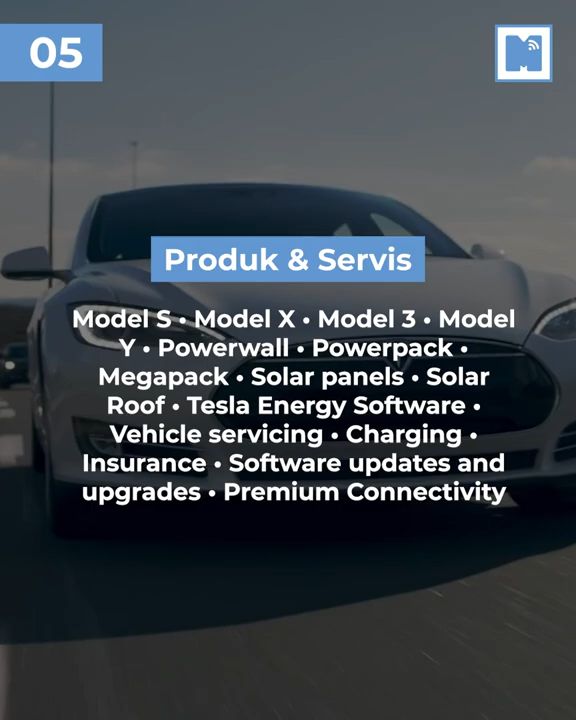 05
Produk & Servis
Model S • Model X • Model 3 • Model
Y • Powerwall • Powerpack •
Megapack • Solar panels • Solar
Roof • Tesla Energy Software •
Vehicle servicing • Charging •
Insurance • Software updates and
upgrades • Premium Connectivity